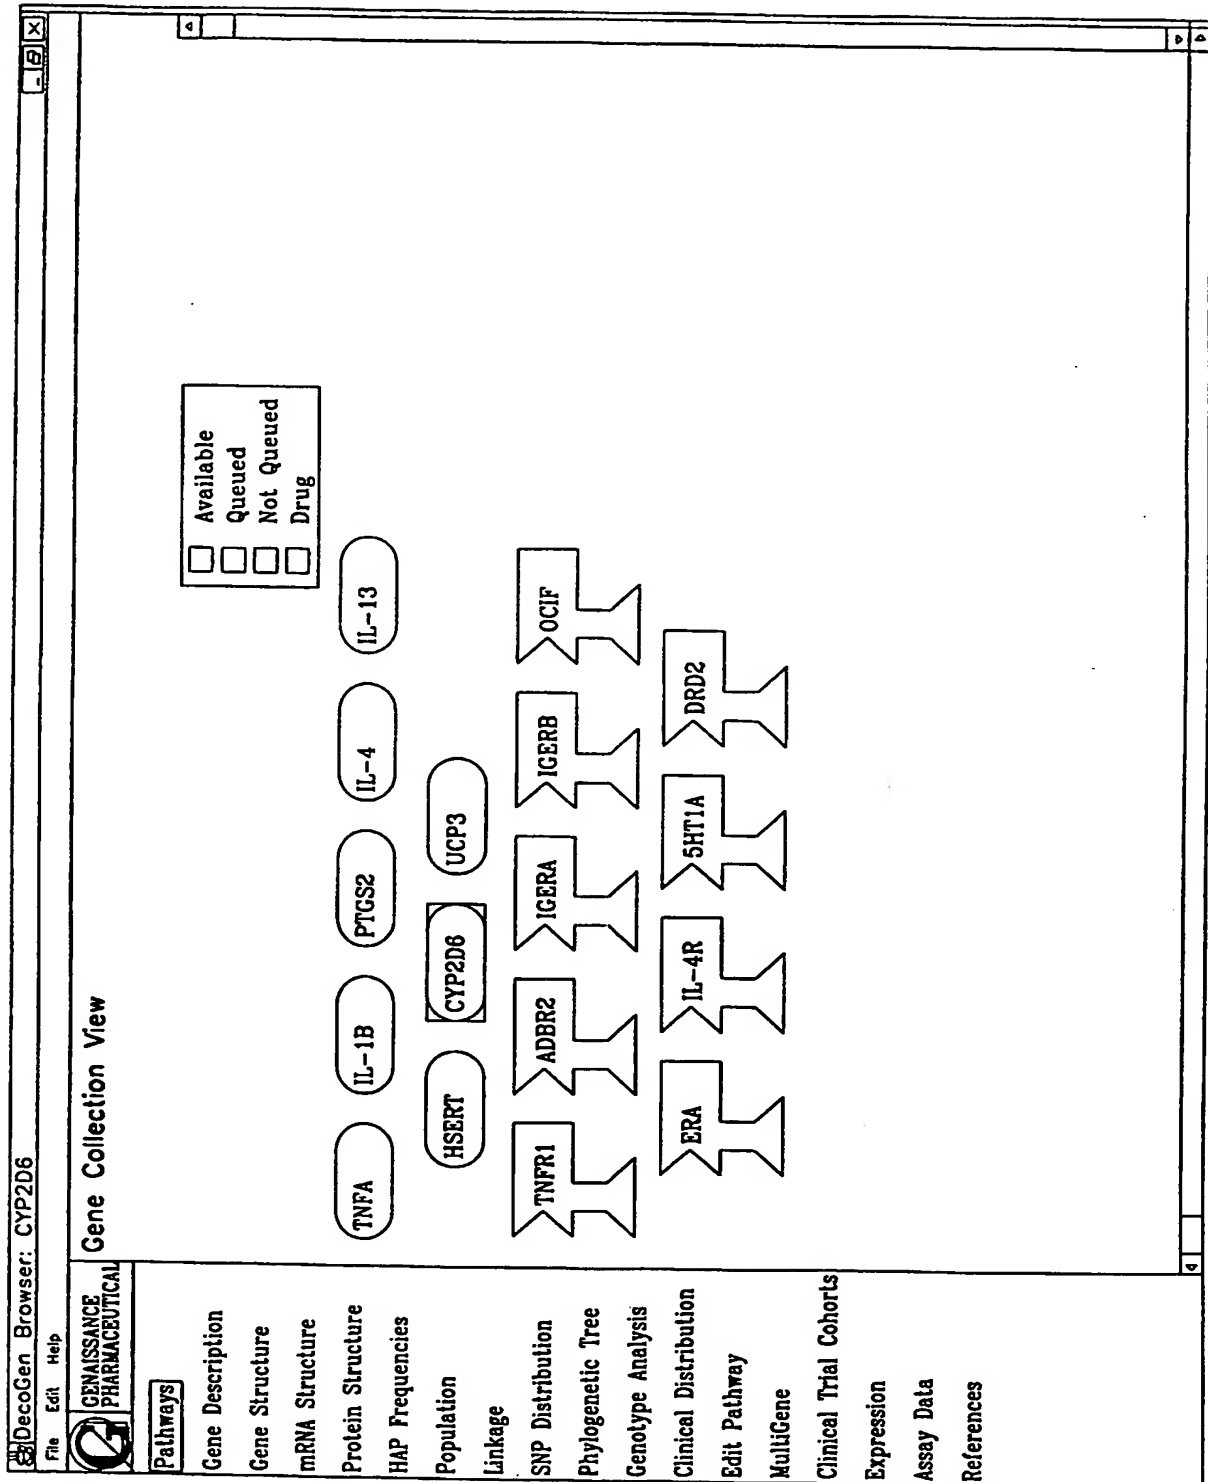 DecoGen Browser: CYP2D6
File Edit Help
GENAISSANCE
PHARMACEUTICAL
Gene Collection View
Pathways
Gene Description
Gene Structure
mRNA Structure
Protein Structure
HAP Frequencies
Population
Linkage
SNP Distribution
Phylogenetic Tree
Genotype Analysis
Clinical Distribution
Edit Pathway
MultiGene
Clinical Trial Cohorts
Expression
Assay Data
References
Available
Queued
Not Queued
Drug
TNFA IL-1B PTGS2 IL-4 IL-13
HSERT CYP2D6 UCP3
TNFR1 ADBR2 IGERA IGERB OCIF
ERA IL-4R 5HT1A DRD2